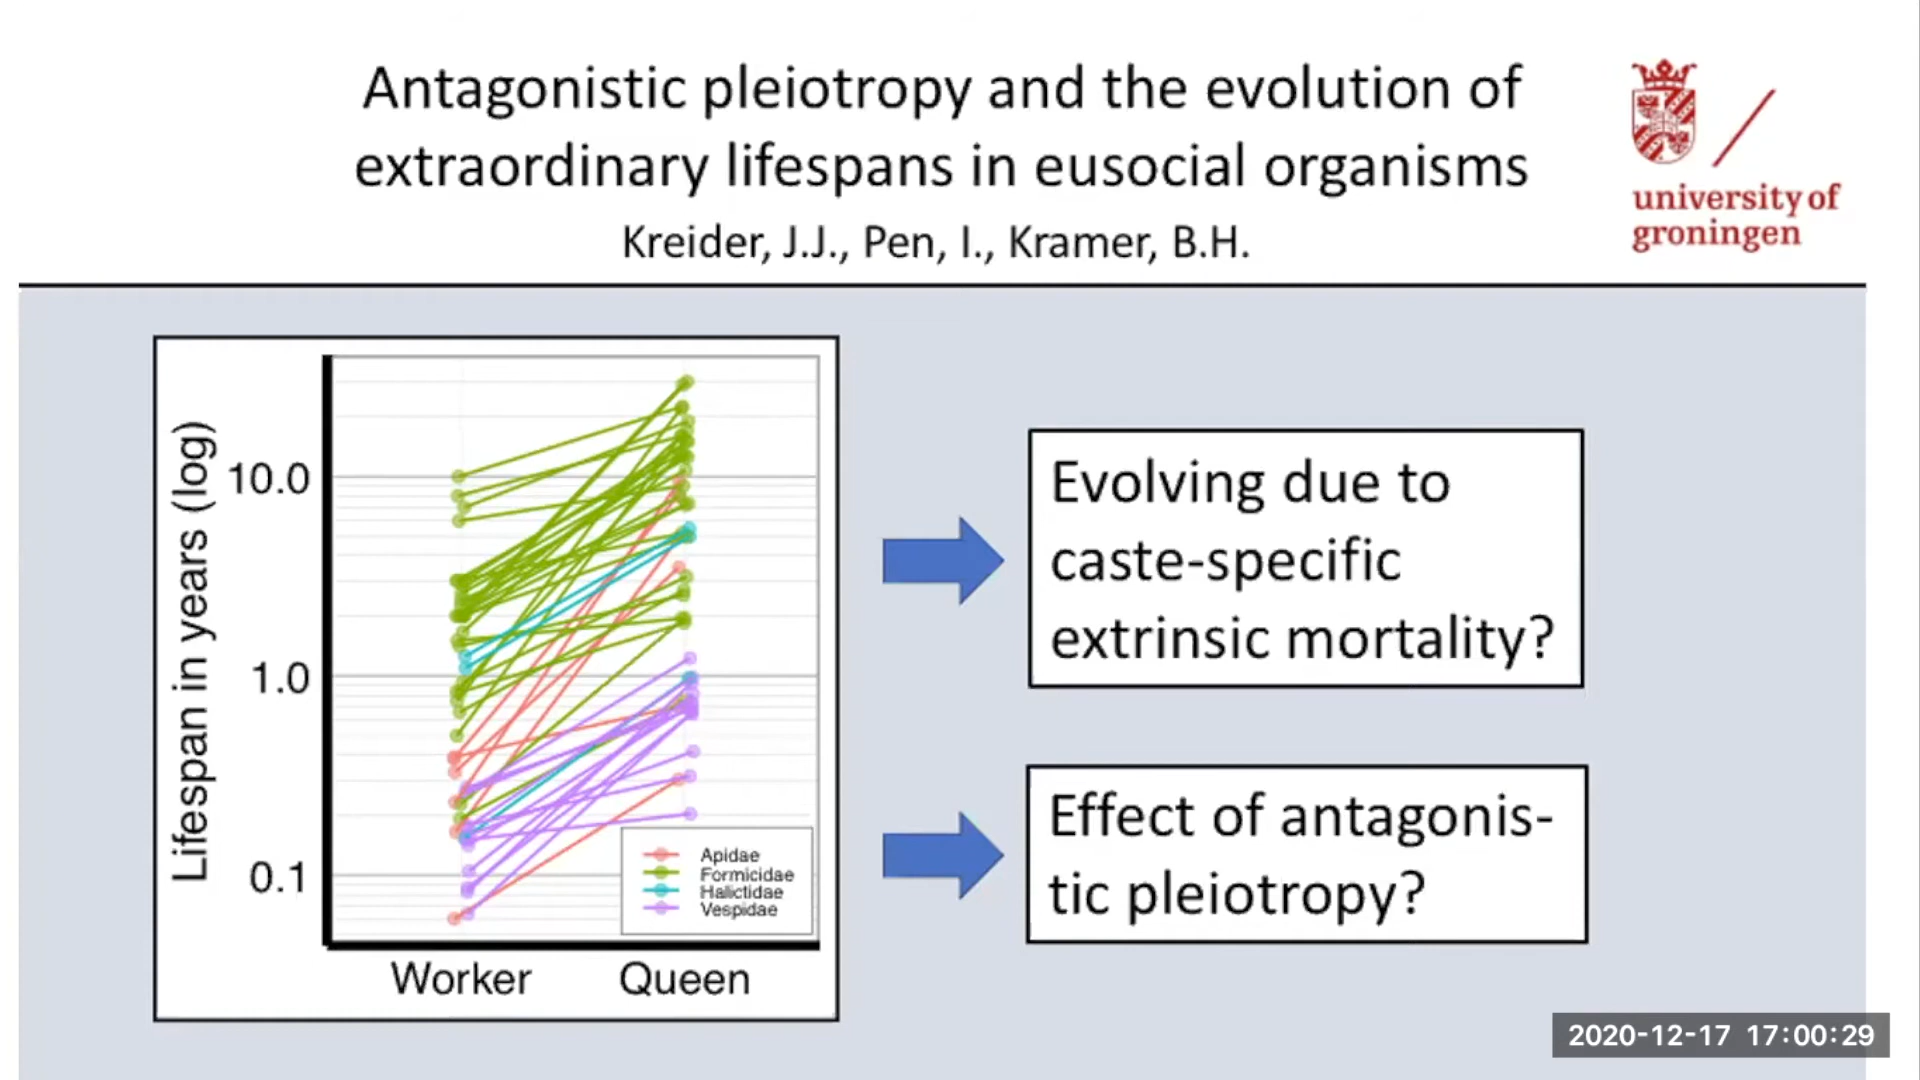 Antagonistic pleiotropy and the evolution of
extraordinary lifespans in eusocial organisms
Kreider, J.J., Pen, I., Kramer, B.H.
university of
groningen
Lifespan in years (log)
10.0
1.0
0.1
Apidae
Formicidae
Halictidae
Vespidae
Worker Queen
Evolving due to
caste-specific
extrinsic mortality?
Effect of antagonis-
tic pleiotropy?
2020-12-17 17:00:29